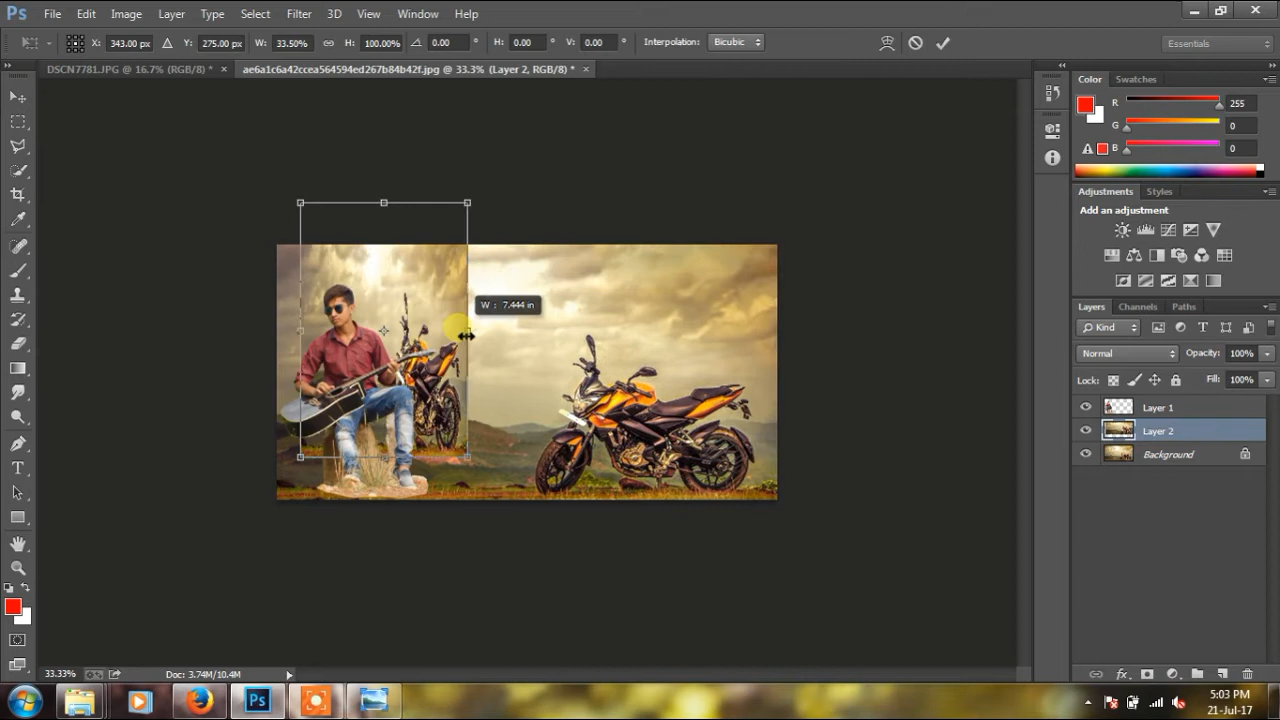 Ps File Edit Image Layer Type Select Filter 3D View Window Help
X: 343.00 px Y: 275.00 px W: 33.50% H: 100.00% 0.00 ° H: 0.00 ° V: 0.00 ° Interpolation: Bicubic Essentials
DSCN7781.JPG @ 16.7% (RGB/8) * × ae6a1c6a42ccea564594ed267b84b42f.jpg @ 33.3% (Layer 2, RGB/8) * ×
Color Swatches
R 255
G 0
B 0
Adjustments Styles
Add an adjustment
W : 7.444 in
Layers Channels Paths
Kind
Normal Opacity: 100%
Lock: Fill: 100%
Layer 1
Layer 2
Background
T
33.33% Doc: 3.74M/10.4M
fx
Ps
5:03 PM
21-Jul-17